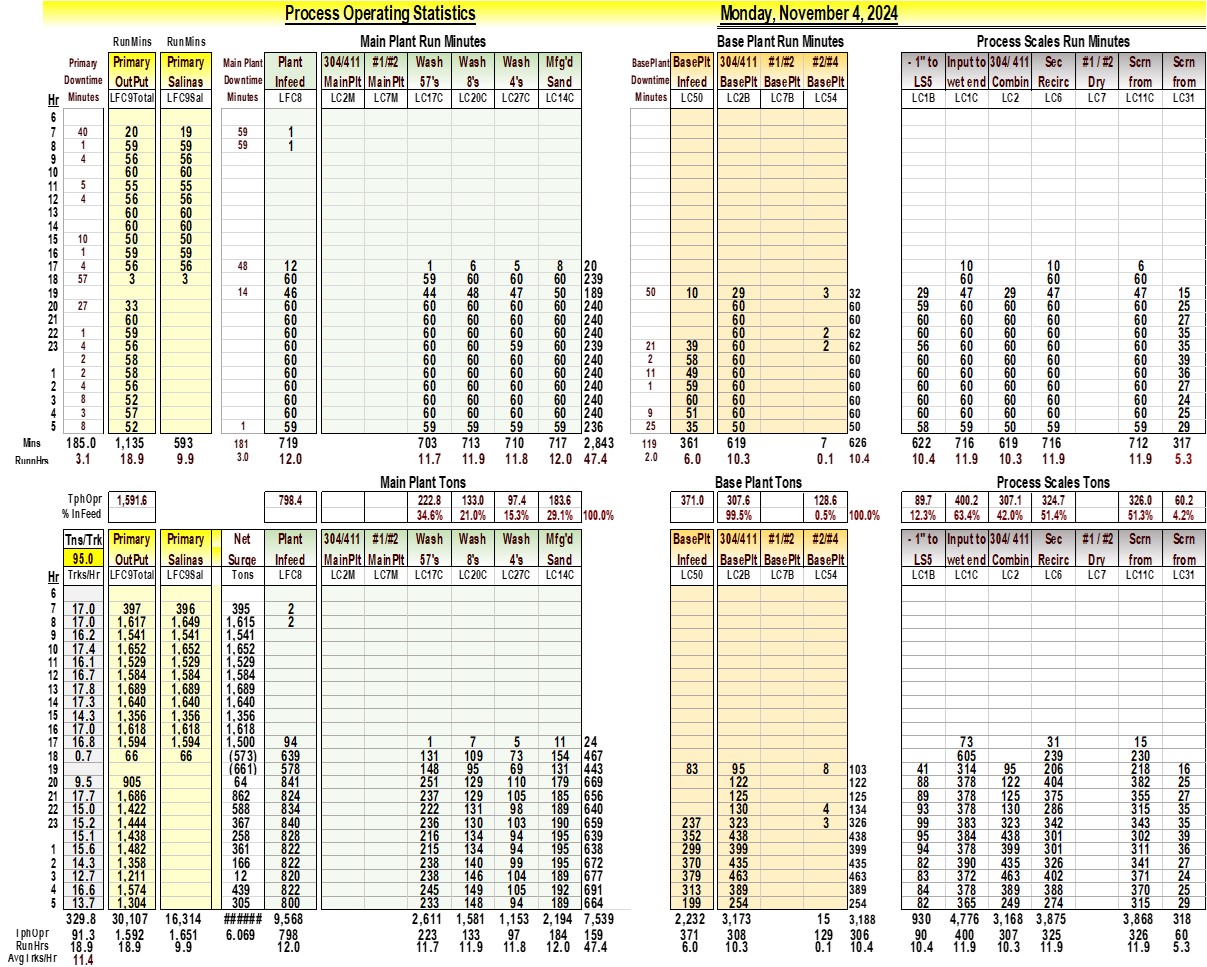 Process Operating Statistics Monday, November 4, 2024
RunMins RunMins Main Plant Run Minutes Base Plant Run Minutes Process Scales Run Minutes
Primary Primary Primary Main Plant Plant 304/411 #1/#2 Wash Wash Wash Mfg'd BasePlant BasePlt 304/411 #1/#2 #2/#4 - 1" to Input to 304/ 411 Sec #1 / #2 Scrn Scrn
Downtime OutPut Salinas Downtime Infeed MainPlt MainPlt 57's 8's 4's Sand Downtime Infeed BasePlt BasePlt BasePlt LS5 wet end Combin Recirc Dry from from
Hr Minutes LFC9Total LFC9Sal Minutes LFC8 LC2M LC7M LC17C LC20C LC27C LC14C Minutes LC50 LC2B LC7B LC54 LC1B LC1C LC2 LC6 LC7 LC11C LC31
6
7 40 20 19 59 1
8 1 59 59 59 1
9 4 56 56
10 60 60
11 5 55 55
12 4 56 56
13 60 60
14 60 60
15 10 50 50
16 1 59 59
17 4 56 56 48 12 1 6 5 8 20 10 10 6
18 57 3 3 60 59 60 60 60 239 60 60 60
19 14 46 44 48 47 50 189 50 10 29 3 32 29 47 29 47 47 15
20 27 33 60 60 60 60 60 240 60 60 59 60 60 60 60 25
21 60 60 60 60 60 60 240 60 60 60 60 60 60 60 27
22 1 59 60 60 60 60 60 240 60 2 62 60 60 60 60 60 35
23 4 56 60 60 60 59 60 239 21 39 60 2 62 56 60 60 60 60 35
2 58 60 60 60 60 60 240 2 58 60 60 60 60 60 60 60 39
1 2 58 60 60 60 60 60 240 11 49 60 60 60 60 60 60 60 36
2 4 56 60 60 60 60 60 240 1 59 60 60 60 60 60 60 60 27
3 8 52 60 60 60 60 60 240 60 60 60 60 60 60 60 60 24
4 3 57 60 60 60 60 60 240 9 51 60 60 60 60 60 60 60 25
5 8 52 1 59 60 59 59 59 236 25 35 50 50 58 59 50 59 59 29
Mins 185.0 1,135 593 181 719 703 713 710 717 2,843 119 361 619 7 626 622 716 619 716 712 317
RunnHrs 3.1 18.9 9.9 3.0 12.0 11.7 11.9 11.8 12.0 47.4 2.0 6.0 10.3 0.1 10.4 10.4 11.9 10.3 11.9 11.9 5.3
Main Plant Tons Base Plant Tons Process Scales Tons
TphOpr 1,591.6 798.4 222.8 133.0 97.4 183.6 371.0 307.6 128.6 89.7 400.2 307.1 324.7 326.0 60.2
% InFeed 34.6% 21.0% 15.3% 29.1% 100.0% 99.5% 0.5% 100.0% 12.3% 63.4% 42.0% 51.4% 51.3% 4.2%
Tns/Trk Primary Primary Net Plant 304/411 #1/#2 Wash Wash Wash Mfg'd BasePlt 304/411 #1/#2 #2/#4 - 1" to Input to 304/ 411 Sec #1 / #2 Scrn Scrn
95.0 OutPut Salinas Surge Infeed MainPlt MainPlt 57's 8's 4's Sand Infeed BasePlt BasePlt BasePlt LS5 wet end Combin Recirc Dry from from
Hr Trks/Hr LFC9Total LFC9Sal Tons LFC8 LC2M LC7M LC17C LC20C LC27C LC14C LC50 LC2B LC7B LC54 LC1B LC1C LC2 LC6 LC7 LC11C LC31
6
7 17.0 397 396 395 2
8 17.0 1,617 1,649 1,615 2
9 16.2 1,541 1,541 1,541
10 17.4 1,652 1,652 1,652
11 16.1 1,529 1,529 1,529
12 16.7 1,584 1,584 1,584
13 17.8 1,689 1,689 1,689
14 17.3 1,640 1,640 1,640
15 14.3 1,356 1,356 1,356
16 17.0 1,618 1,618 1,618
17 16.8 1,594 1,594 1,500 94 1 7 5 11 24 73 31 15
18 0.7 66 66 (573) 639 131 109 73 154 467 605 239 230
19 (661) 578 148 95 69 131 443 83 95 8 103 41 314 95 206 218 16
20 9.5 905 64 841 251 129 110 179 669 122 122 88 378 122 404 382 25
21 17.7 1,686 862 824 237 129 105 185 656 125 125 88 378 125 375 355 27
22 15.0 1,422 588 834 222 131 98 189 640 130 4 134 93 378 130 286 315 35
23 15.2 1,444 367 840 236 130 103 190 659 237 323 3 326 99 383 323 342 343 35
15.1 1,438 258 828 216 134 94 195 639 352 438 438 95 384 438 301 302 39
1 15.6 1,482 361 822 215 134 94 195 638 299 399 399 94 378 399 301 311 36
2 14.3 1,358 166 822 238 140 99 195 672 370 435 435 82 390 435 326 341 27
3 12.7 1,211 12 820 238 146 104 189 677 379 463 463 83 372 463 402 371 24
4 16.6 1,574 439 822 245 149 105 192 691 313 389 389 84 378 389 388 370 25
5 13.7 1,304 305 800 233 148 94 189 664 199 254 254 82 365 249 274 315 29
329.8 30,107 16,314 ###### 9,568 2,611 1,581 1,153 2,194 7,539 2,232 3,173 15 3,188 930 4,776 3,168 3,875 3,868 318
TphOpr 91.3 1,592 1,651 6.069 798 223 133 97 184 159 371 308 129 306 90 400 307 325 326 60
RunHrs 18.9 18.9 9.9 12.0 11.7 11.9 11.8 12.0 47.4 6.0 10.3 0.1 10.4 10.4 11.9 10.3 11.9 11.9 5.3
AvgTrks/Hr 11.4